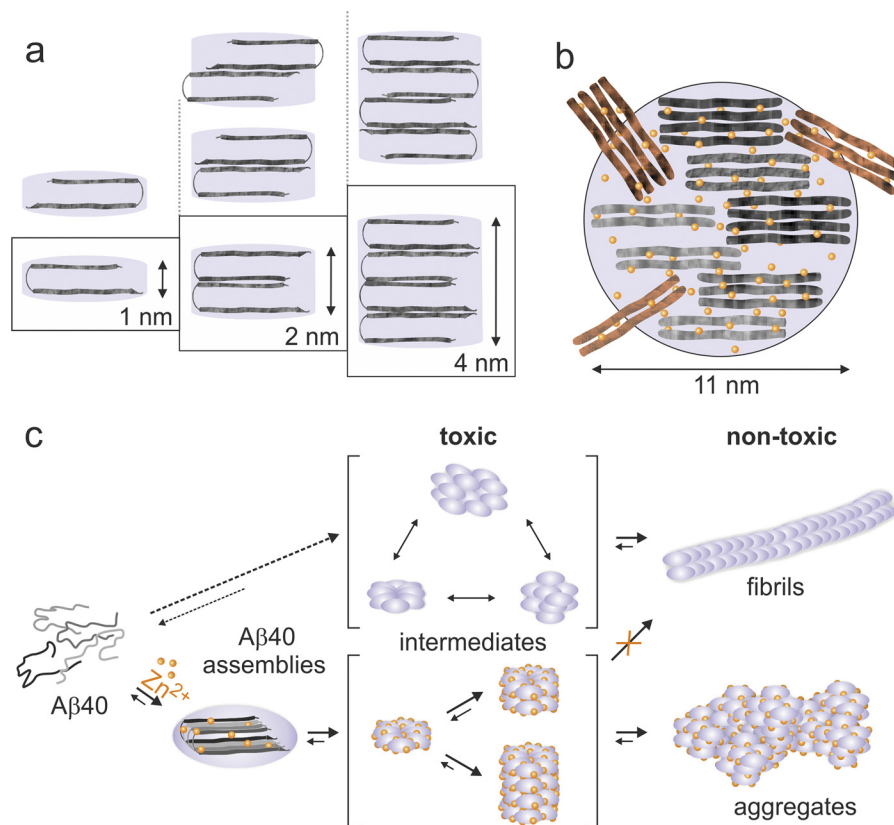 a
b
1 nm
2 nm
4 nm
11 nm
c
toxic
non-toxic
fibrils
intermediates
Aβ40
assemblies
Zn²⁺
Aβ40
aggregates